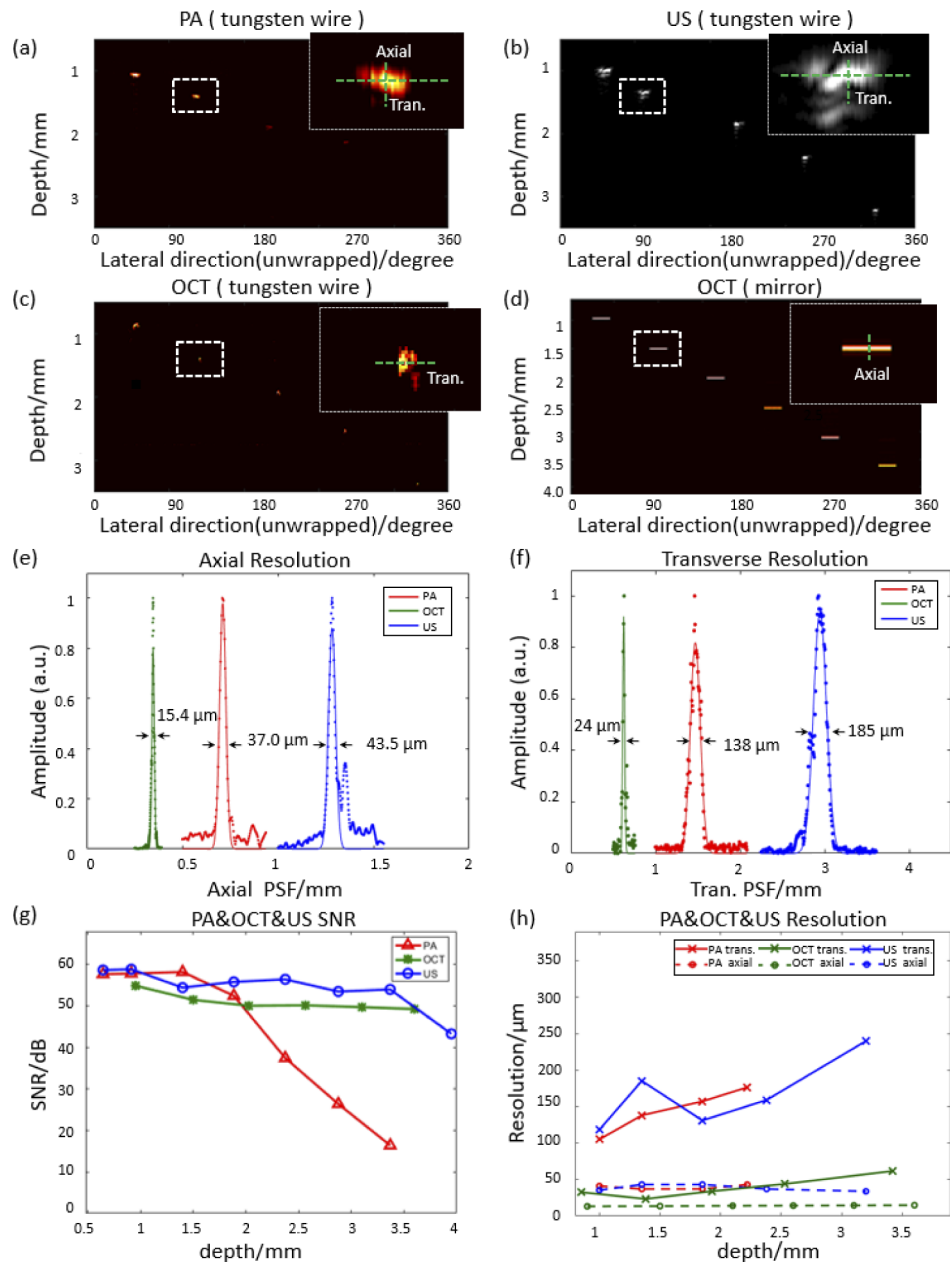 PA ( tungsten wire )
US ( tungsten wire )
(a)
Axial
Tran.
1
2
3
Depth/mm
0
90
180
270
360
Lateral direction(unwrapped)/degree
(b)
Axial
Tran.
1
2
3
Depth/mm
0
90
180
270
360
Lateral direction(unwrapped)/degree
OCT ( tungsten wire )
OCT ( mirror)
(c)
Tran.
1
2
3
Depth/mm
0
90
180
270
360
Lateral direction(unwrapped)/degree
(d)
Axial
1
1.5
2
2.5
3
3.5
4.0
Depth/mm
0
90
180
270
360
Lateral direction(unwrapped)/degree
(e)
Axial Resolution
PA
OCT
US
1
0.8
0.6
0.4
0.2
0
Amplitude (a.u.)
15.4 μm
37.0 μm
43.5 μm
0
0.5
1
1.5
2
Axial PSF/mm
(f)
Transverse Resolution
PA
OCT
US
1
0.8
0.6
0.4
0.2
0
Amplitude (a.u.)
24 μm
138 μm
185 μm
0
1
2
3
4
Tran. PSF/mm
(g)
PA&OCT&US SNR
PA
OCT
US
60
50
40
30
20
10
0
SNR/dB
0.5
1
1.5
2
2.5
3
3.5
4
depth/mm
(h)
PA&OCT&US Resolution
PA trans.
OCT trans.
US trans.
PA axial
OCT axial
US axial
350
300
250
200
150
100
50
0
Resolution/μm
1
1.5
2
2.5
3
3.5
depth/mm